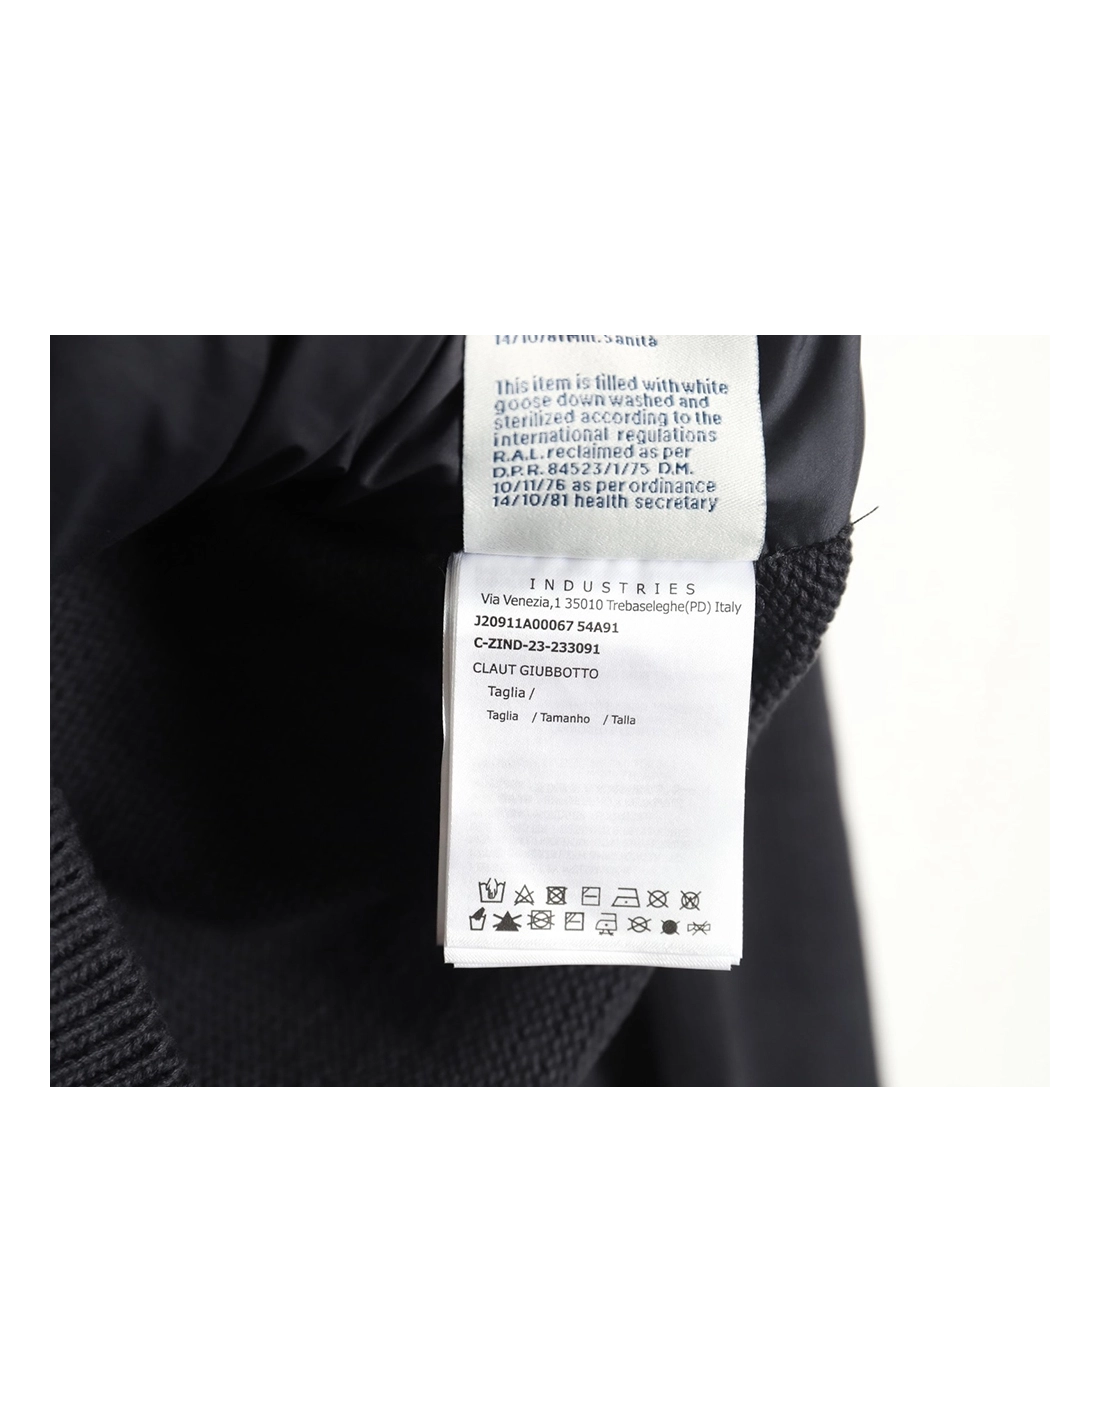 14/10/81 Min. Sanità
This item is filled with white
goose down washed and
sterilized according to the
international regulations
R.A.L. reclaimed as per
D.P.R. 84523/1/75 D.M.
10/11/76 as per ordinance
14/10/81 health secretary
INDUSTRIES
Via Venezia,1 35010 Trebaseleghe(PD) Italy
J20911A00067 54A91
C-ZIND-23-233091
CLAUT GIUBBOTTO
Taglia /
Taglia / Tamanho / Talla